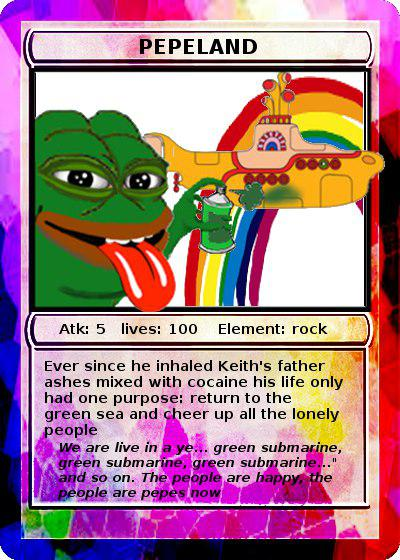 PEPELAND
Atk: 5 lives: 100 Element: rock
Ever since he inhaled Keith's father
ashes mixed with cocaine his life only
had one purpose: return to the
green sea and cheer up all the lonely
people
We are live in a ye... green submarine,
green submarine, green submarine..."
and so on. The people are happy, the
people are pepes now